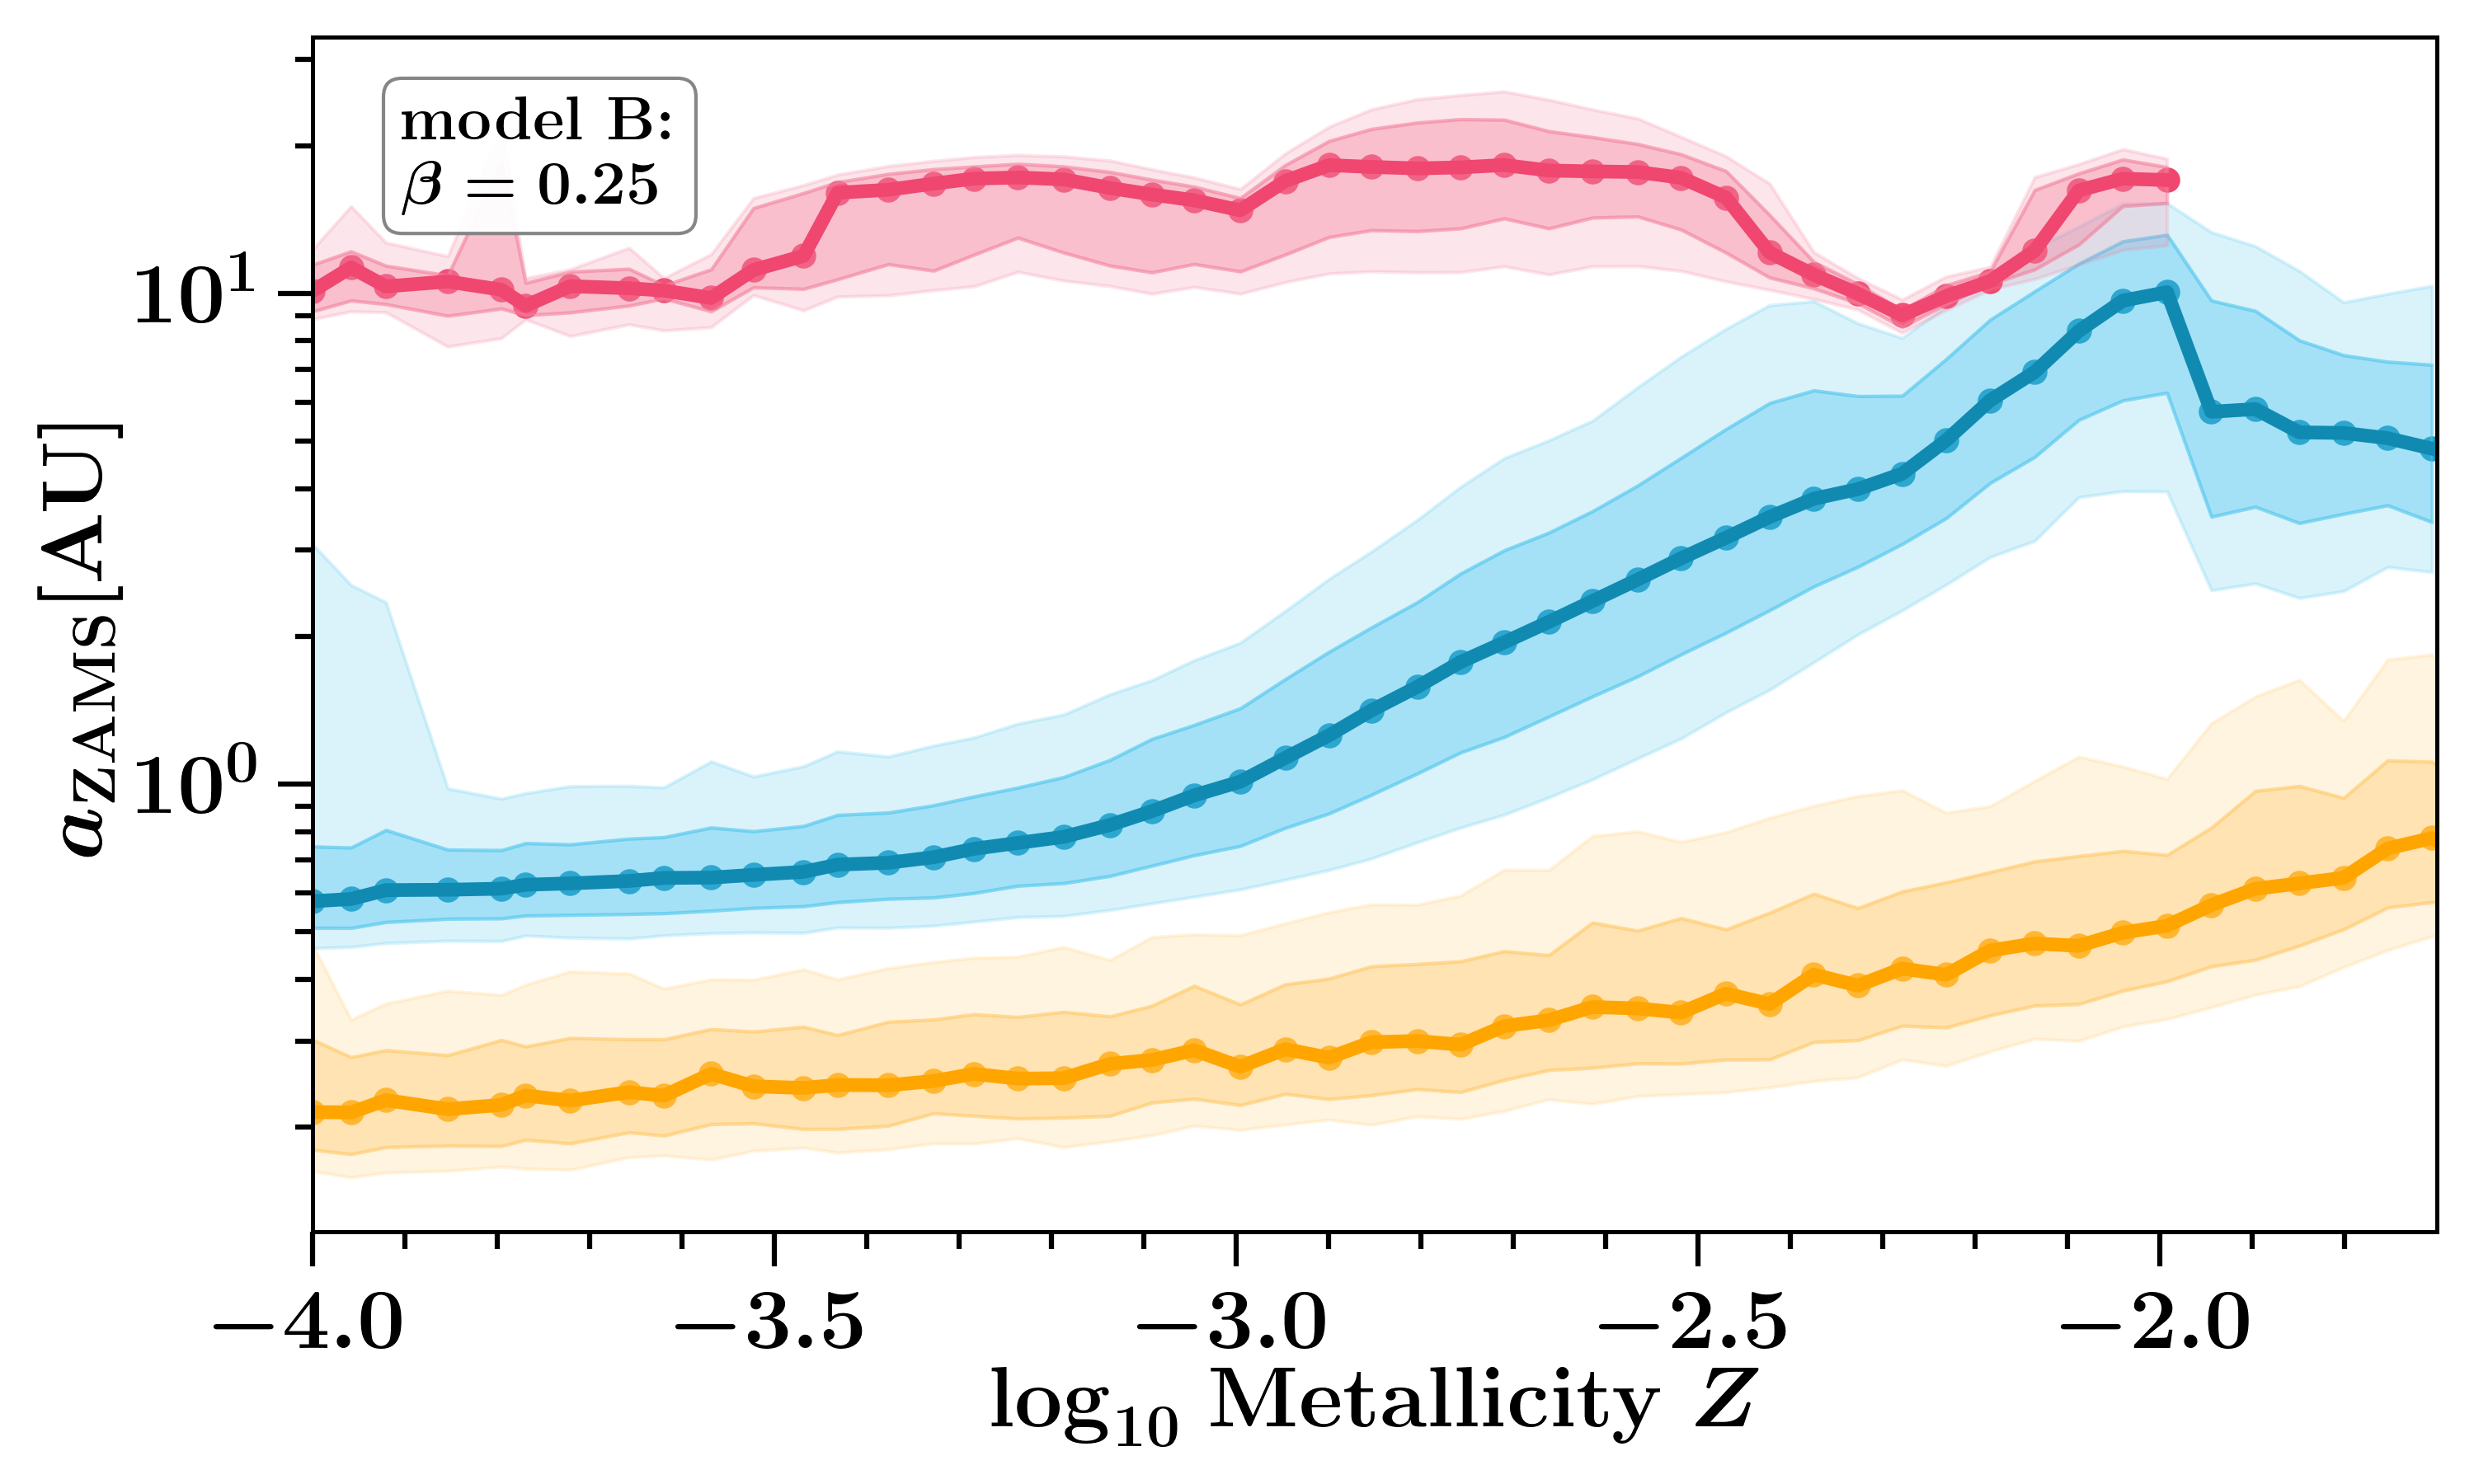 model B:
β = 0.25
10¹
10⁰
a_ZAMS [AU]
−4.0 −3.5 −3.0 −2.5 −2.0
log₁₀ Metallicity Z